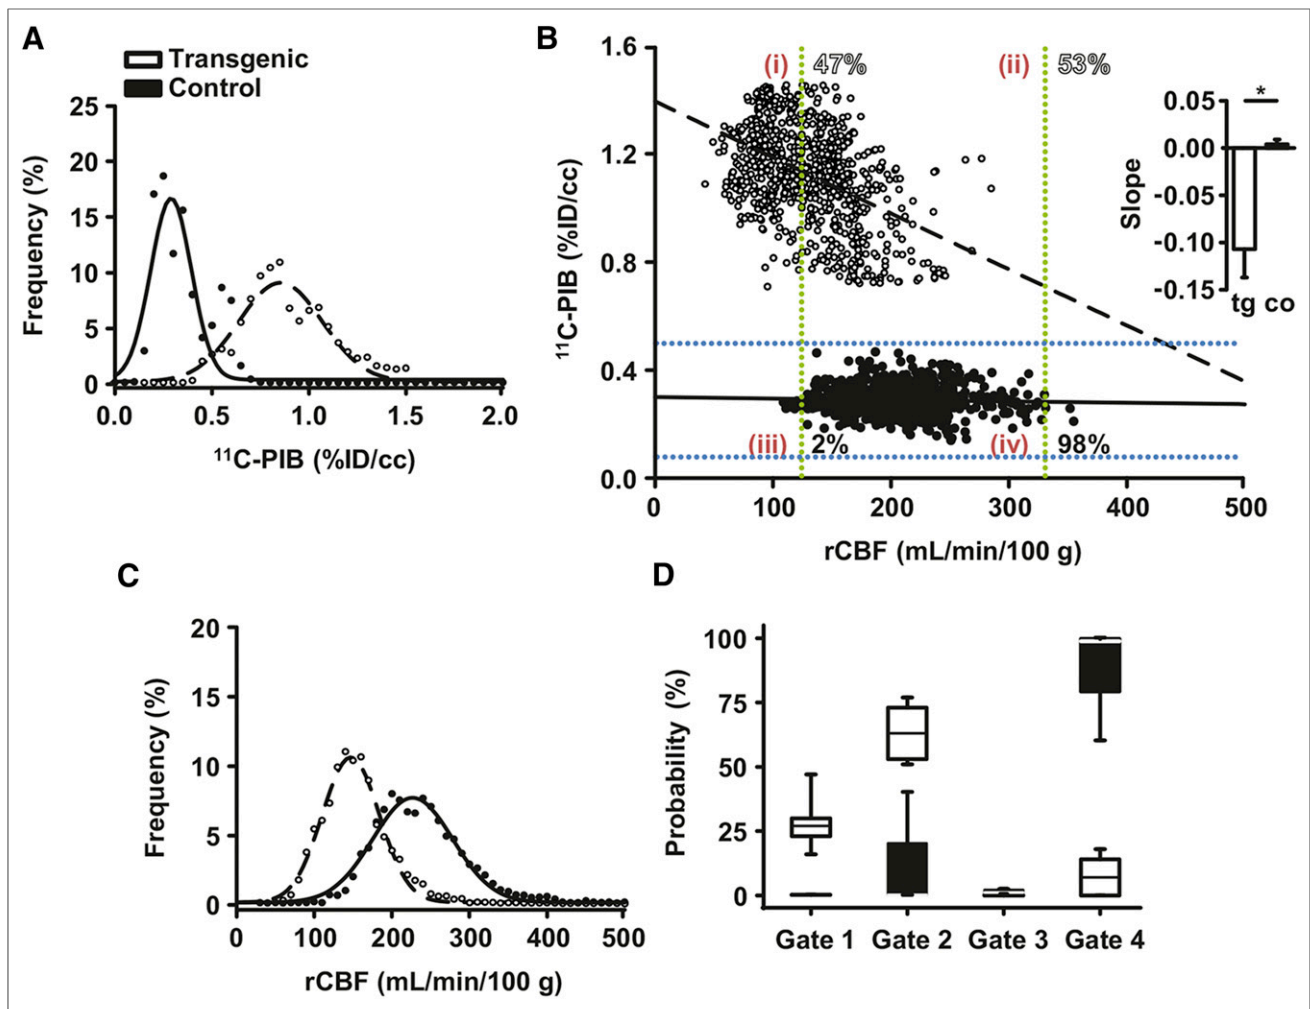 A
Transgenic
Control
25
20
15
10
5
0
Frequency (%)
0.0
0.5
1.0
1.5
2.0
11C-PIB (%ID/cc)
B
1.6
1.2
0.8
0.4
0.0
11C-PIB (%ID/cc)
(i)
47%
(ii)
53%
(iii)
2%
(iv)
98%
0
100
200
300
400
500
rCBF (mL/min/100 g)
*
0.05
0.00
-0.05
-0.10
-0.15
Slope
tg co
C
20
15
10
5
0
Frequency (%)
0
100
200
300
400
500
rCBF (mL/min/100 g)
D
100
75
50
25
0
Probability (%)
Gate 1
Gate 2
Gate 3
Gate 4